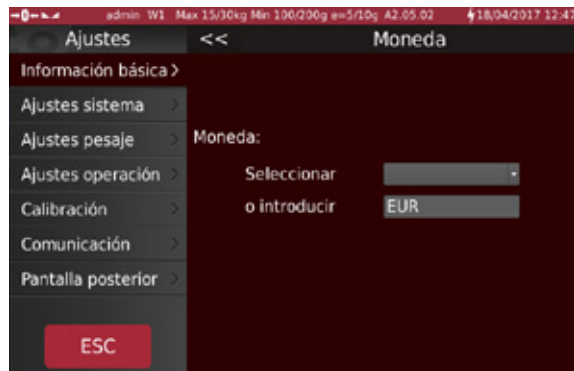 →0← admin W1 Max 15/30kg Min 100/200g e=5/10g A2.05.02 18/04/2017 12:47
Ajustes << Moneda
Información básica >
Ajustes sistema >
Ajustes pesaje > Moneda:
Ajustes operación > Seleccionar
Calibración > o introducir EUR
Comunicación >
Pantalla posterior >
ESC